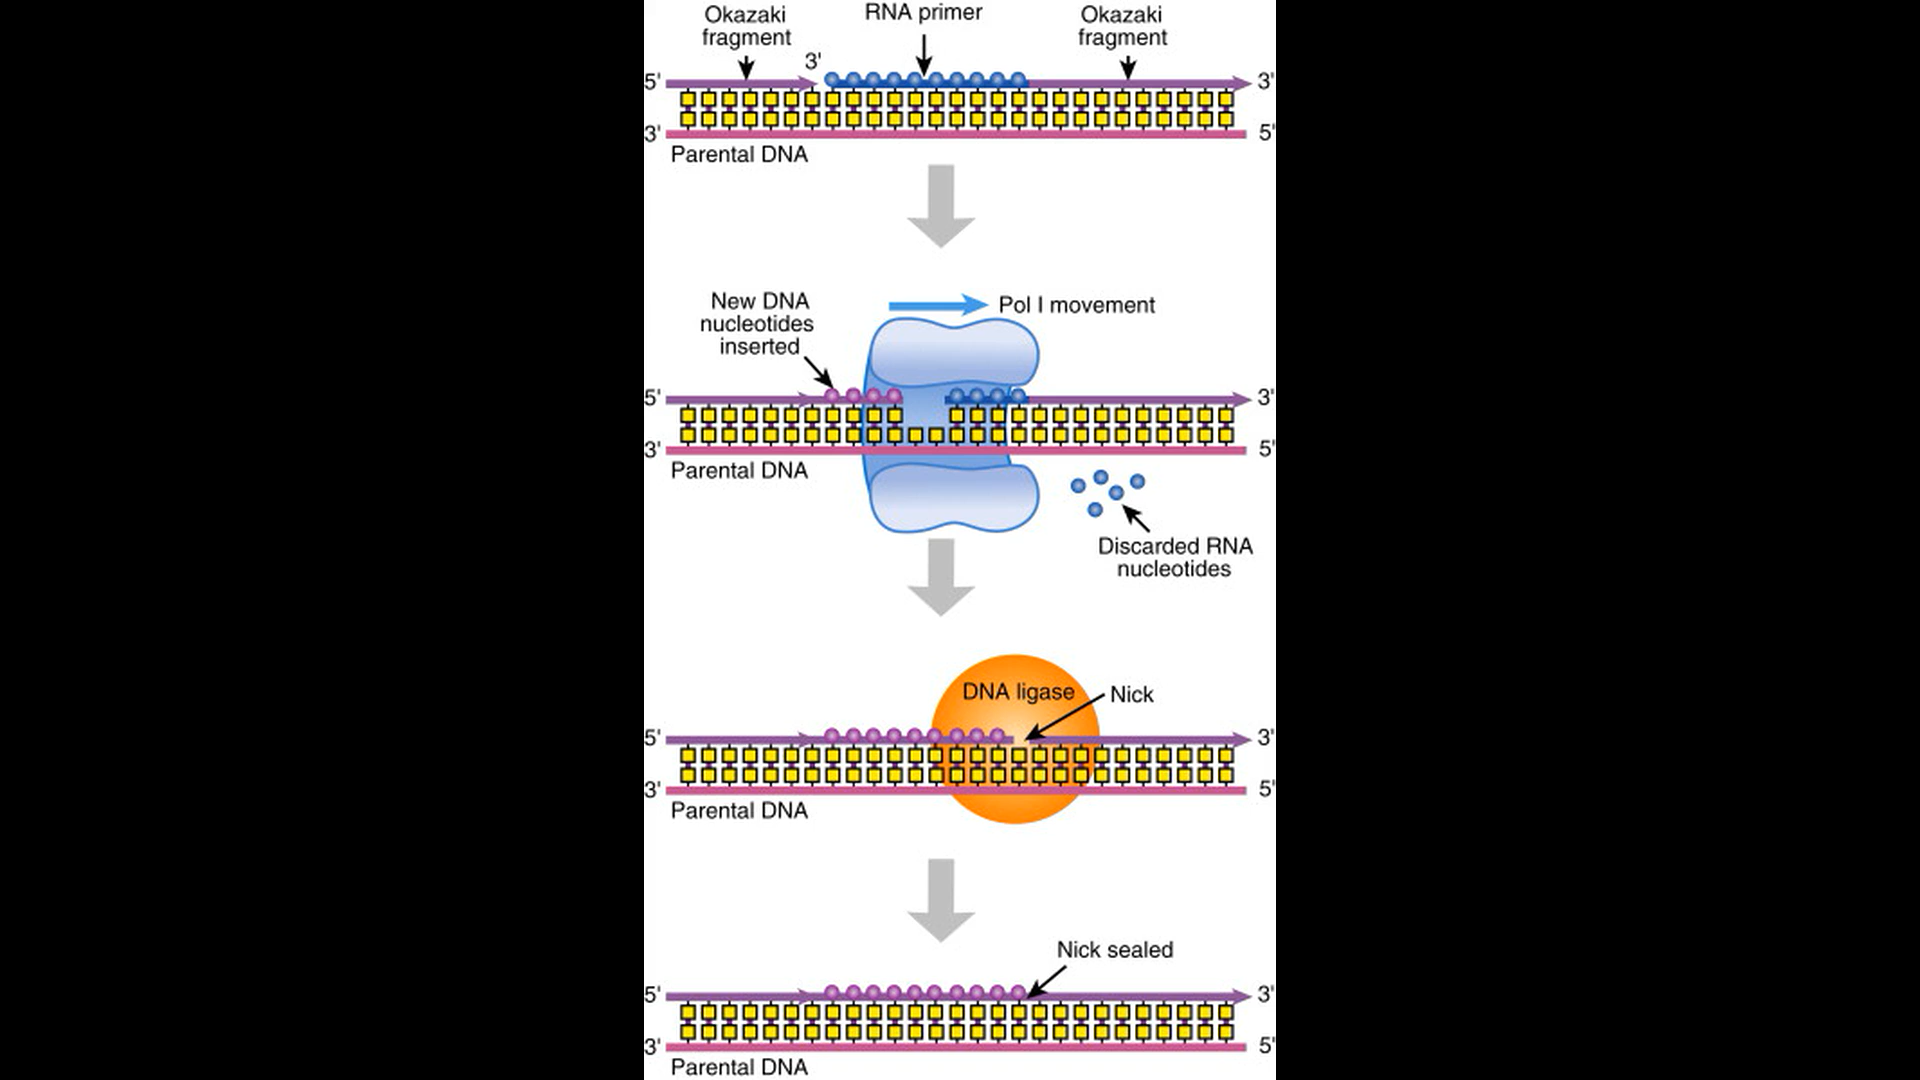 Okazaki
fragment
RNA primer
Okazaki
fragment
3'
5'
3'
3'
5'
Parental DNA
New DNA
nucleotides
inserted
Pol I movement
5'
3'
3'
5'
Parental DNA
Discarded RNA
nucleotides
DNA ligase
Nick
5'
3'
3'
5'
Parental DNA
Nick sealed
5'
3'
3'
5'
Parental DNA